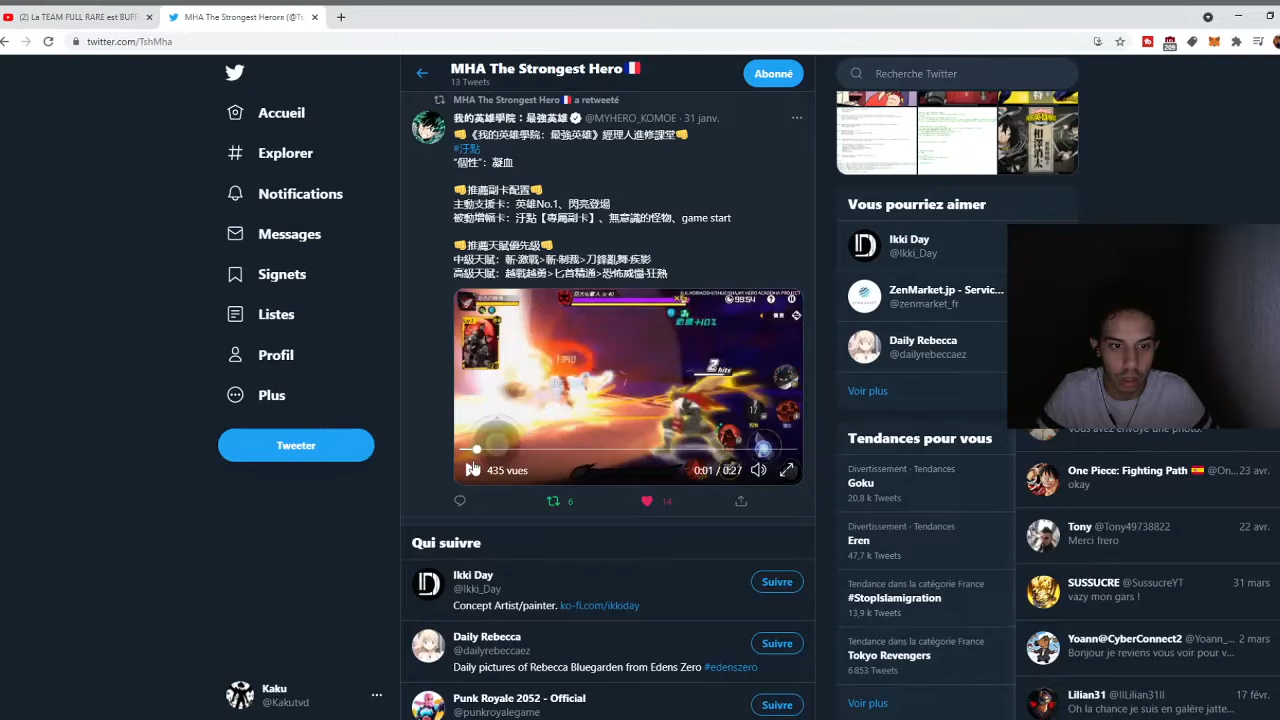 (2) La TEAM FULL RARE est BUFF
MHA The Strongest Hero🇫🇷 (@Ts
twitter.com/TshMha
209
Accueil
Explorer
Notifications
Messages
Signets
Listes
Profil
Plus
Tweeter
Kaku
@Kakutvd
MHA The Strongest Hero🇫🇷
13 Tweets
Abonné
MHA The Strongest Hero 🇫🇷 a retweeté
我的英雄學院：最強英雄 @MYHERO_KOMOE · 31 janv.
👊《我的英雄學院：最強英雄》經理人進階攻略👊
#汙點
"個性"：凝血
👊推薦副卡配置👊
主動支援卡：英雄No.1、閃亮登場
被動增幅卡：汙點【專屬副卡】、無意識的怪物、game start
👊推薦天賦優先級👊
中級天賦：斬·激戰>斬·制裁>刀鋒亂舞·疾影
高級天賦：越戰越勇>匕首精通>恐怖威懾·狂熱
2 hits
17
435 vues
0:01 / 0:27
6
14
Qui suivre
Ikki Day
@Ikki_Day
Concept Artist/painter. ko-fi.com/ikkiday
Suivre
Daily Rebecca
@dailyrebeccaez
Daily pictures of Rebecca Bluegarden from Edens Zero #edenszero
Suivre
Punk Royale 2052 - Official
@punkroyalegame
Suivre
Recherche Twitter
Vous pourriez aimer
Ikki Day
@Ikki_Day
ZenMarket.jp - Servic...
@zenmarket_fr
Daily Rebecca
@dailyrebeccaez
Voir plus
Tendances pour vous
Divertissement · Tendances
Goku
20,8 k Tweets
Divertissement · Tendances
Eren
47,7 k Tweets
Tendance dans la catégorie France
#StopIslamigration
13,9 k Tweets
Tendance dans la catégorie France
Tokyo Revengers
6 853 Tweets
Voir plus
Vous avez envoyé une photo.
One Piece: Fighting Path 🇪🇸 @On... 23 avr.
okay
Tony @Tony49738822 22 avr.
Merci frero
SUSSUCRE @SussucreYT 31 mars
vazy mon gars !
Yoann@CyberConnect2 @Yoann_... 2 mars
Bonjour je reviens vous voir pour v...
Lilian31 @IlLilian31Il 17 févr.
Oh la chance je suis en galère jatte...